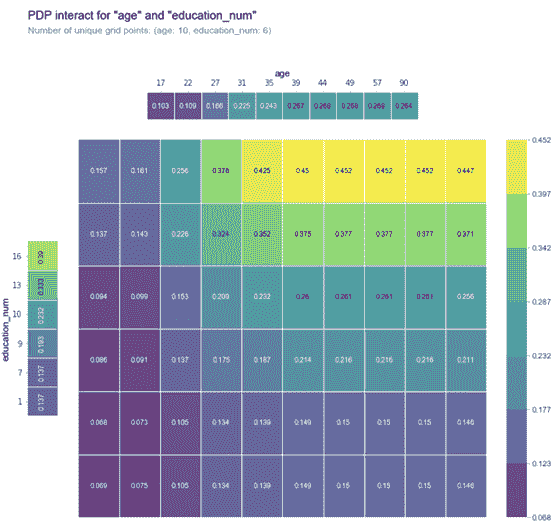 PDP interact for "age" and "education_num"
Number of unique grid points: (age: 10, education_num: 6)
age
17 22 27 31 35 39 44 49 57 90
0.103 0.109 0.166 0.225 0.243 0.267 0.268 0.268 0.268 0.264
0.157 0.161 0.256 0.378 0.425 0.45 0.452 0.452 0.452 0.447
0.452
0.397
0.137 0.143 0.226 0.324 0.352 0.375 0.377 0.377 0.377 0.371
0.342
16 0.39
13 0.333
0.094 0.099 0.153 0.209 0.232 0.26 0.261 0.261 0.261 0.256
0.287
10 0.232
education_num
9 0.193
0.232
0.086 0.091 0.137 0.175 0.187 0.214 0.216 0.216 0.216 0.211
7 0.137
1 0.137
0.177
0.068 0.073 0.105 0.134 0.139 0.149 0.15 0.15 0.15 0.146
0.123
0.069 0.075 0.105 0.134 0.139 0.149 0.15 0.15 0.15 0.146
0.068